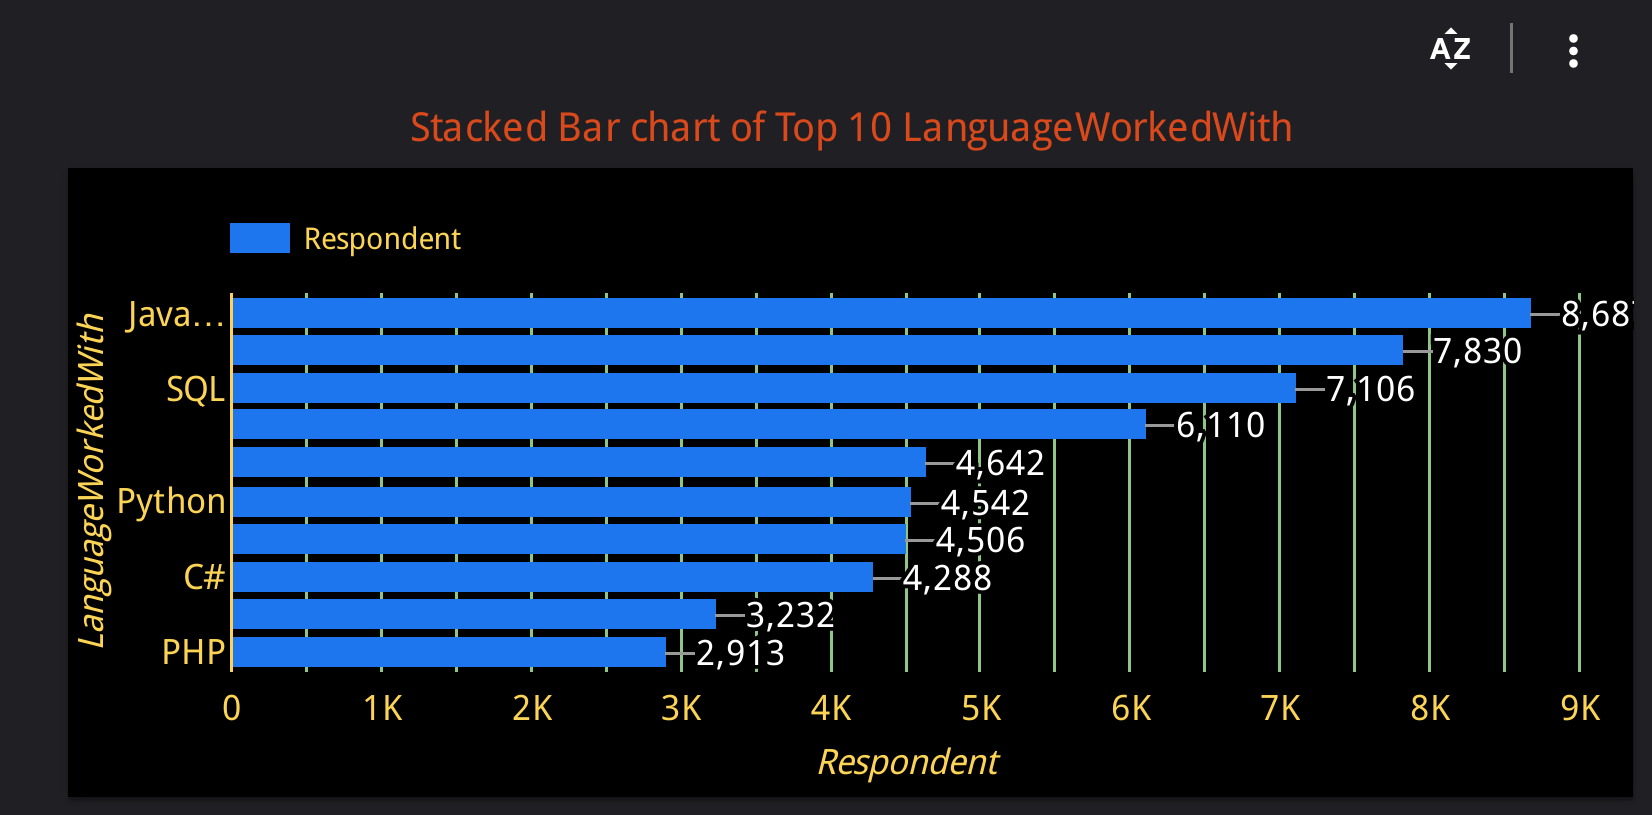 AZ
Stacked Bar chart of Top 10 LanguageWorkedWith
Respondent
LanguageWorkedWith
Java…
7,830
SQL
7,106
6,110
4,642
Python
4,542
4,506
C#
4,288
3,232
PHP
2,913
0 1K 2K 3K 4K 5K 6K 7K 8K 9K
Respondent